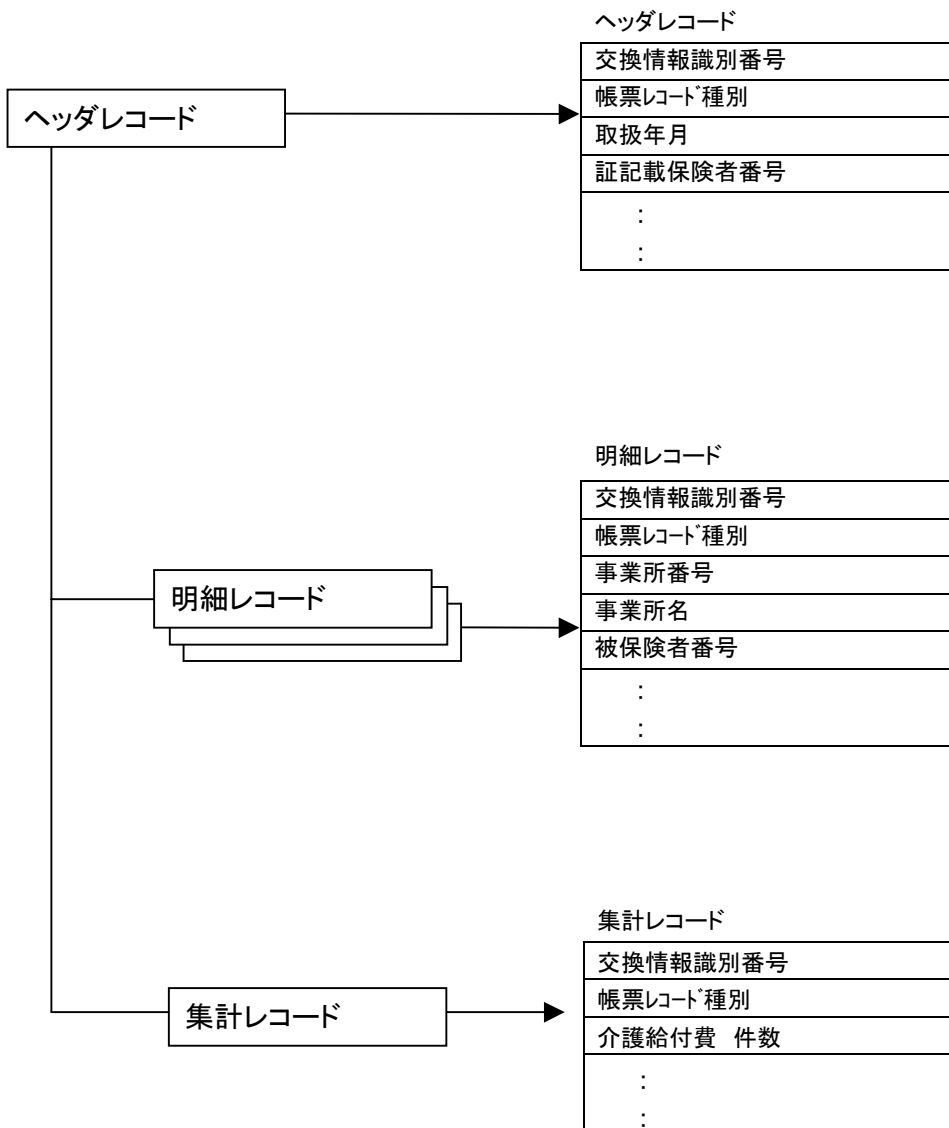 ヘッダレコード
交換情報識別番号
帳票ﾚｺｰﾄﾞ種別
取扱年月
証記載保険者番号
:
:
ヘッダレコード
明細レコード
交換情報識別番号
帳票ﾚｺｰﾄﾞ種別
事業所番号
事業所名
被保険者番号
:
:
明細レコード
集計レコード
交換情報識別番号
帳票ﾚｺｰﾄﾞ種別
介護給付費　件数
:
:
集計レコード